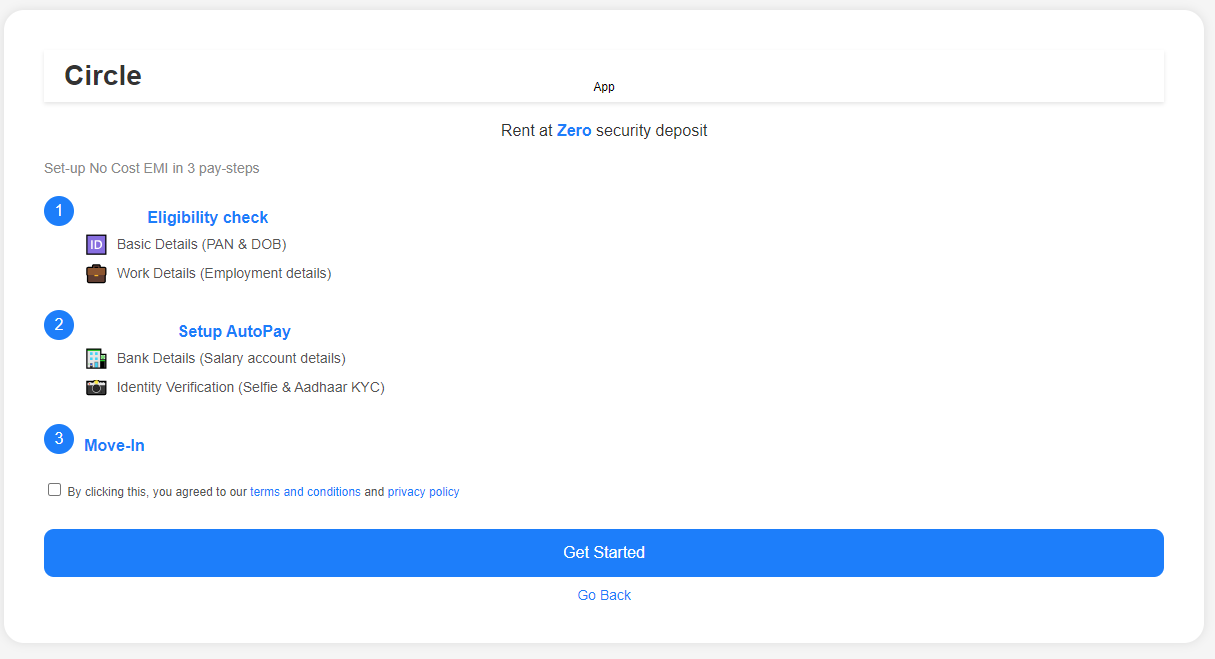 Circle
App
Rent at Zero security deposit
Set-up No Cost EMI in 3 pay-steps
1
Eligibility check
ID Basic Details (PAN & DOB)
Work Details (Employment details)
2
Setup AutoPay
Bank Details (Salary account details)
Identity Verification (Selfie & Aadhaar KYC)
3
Move-In
By clicking this, you agreed to our terms and conditions and privacy policy
Get Started
Go Back